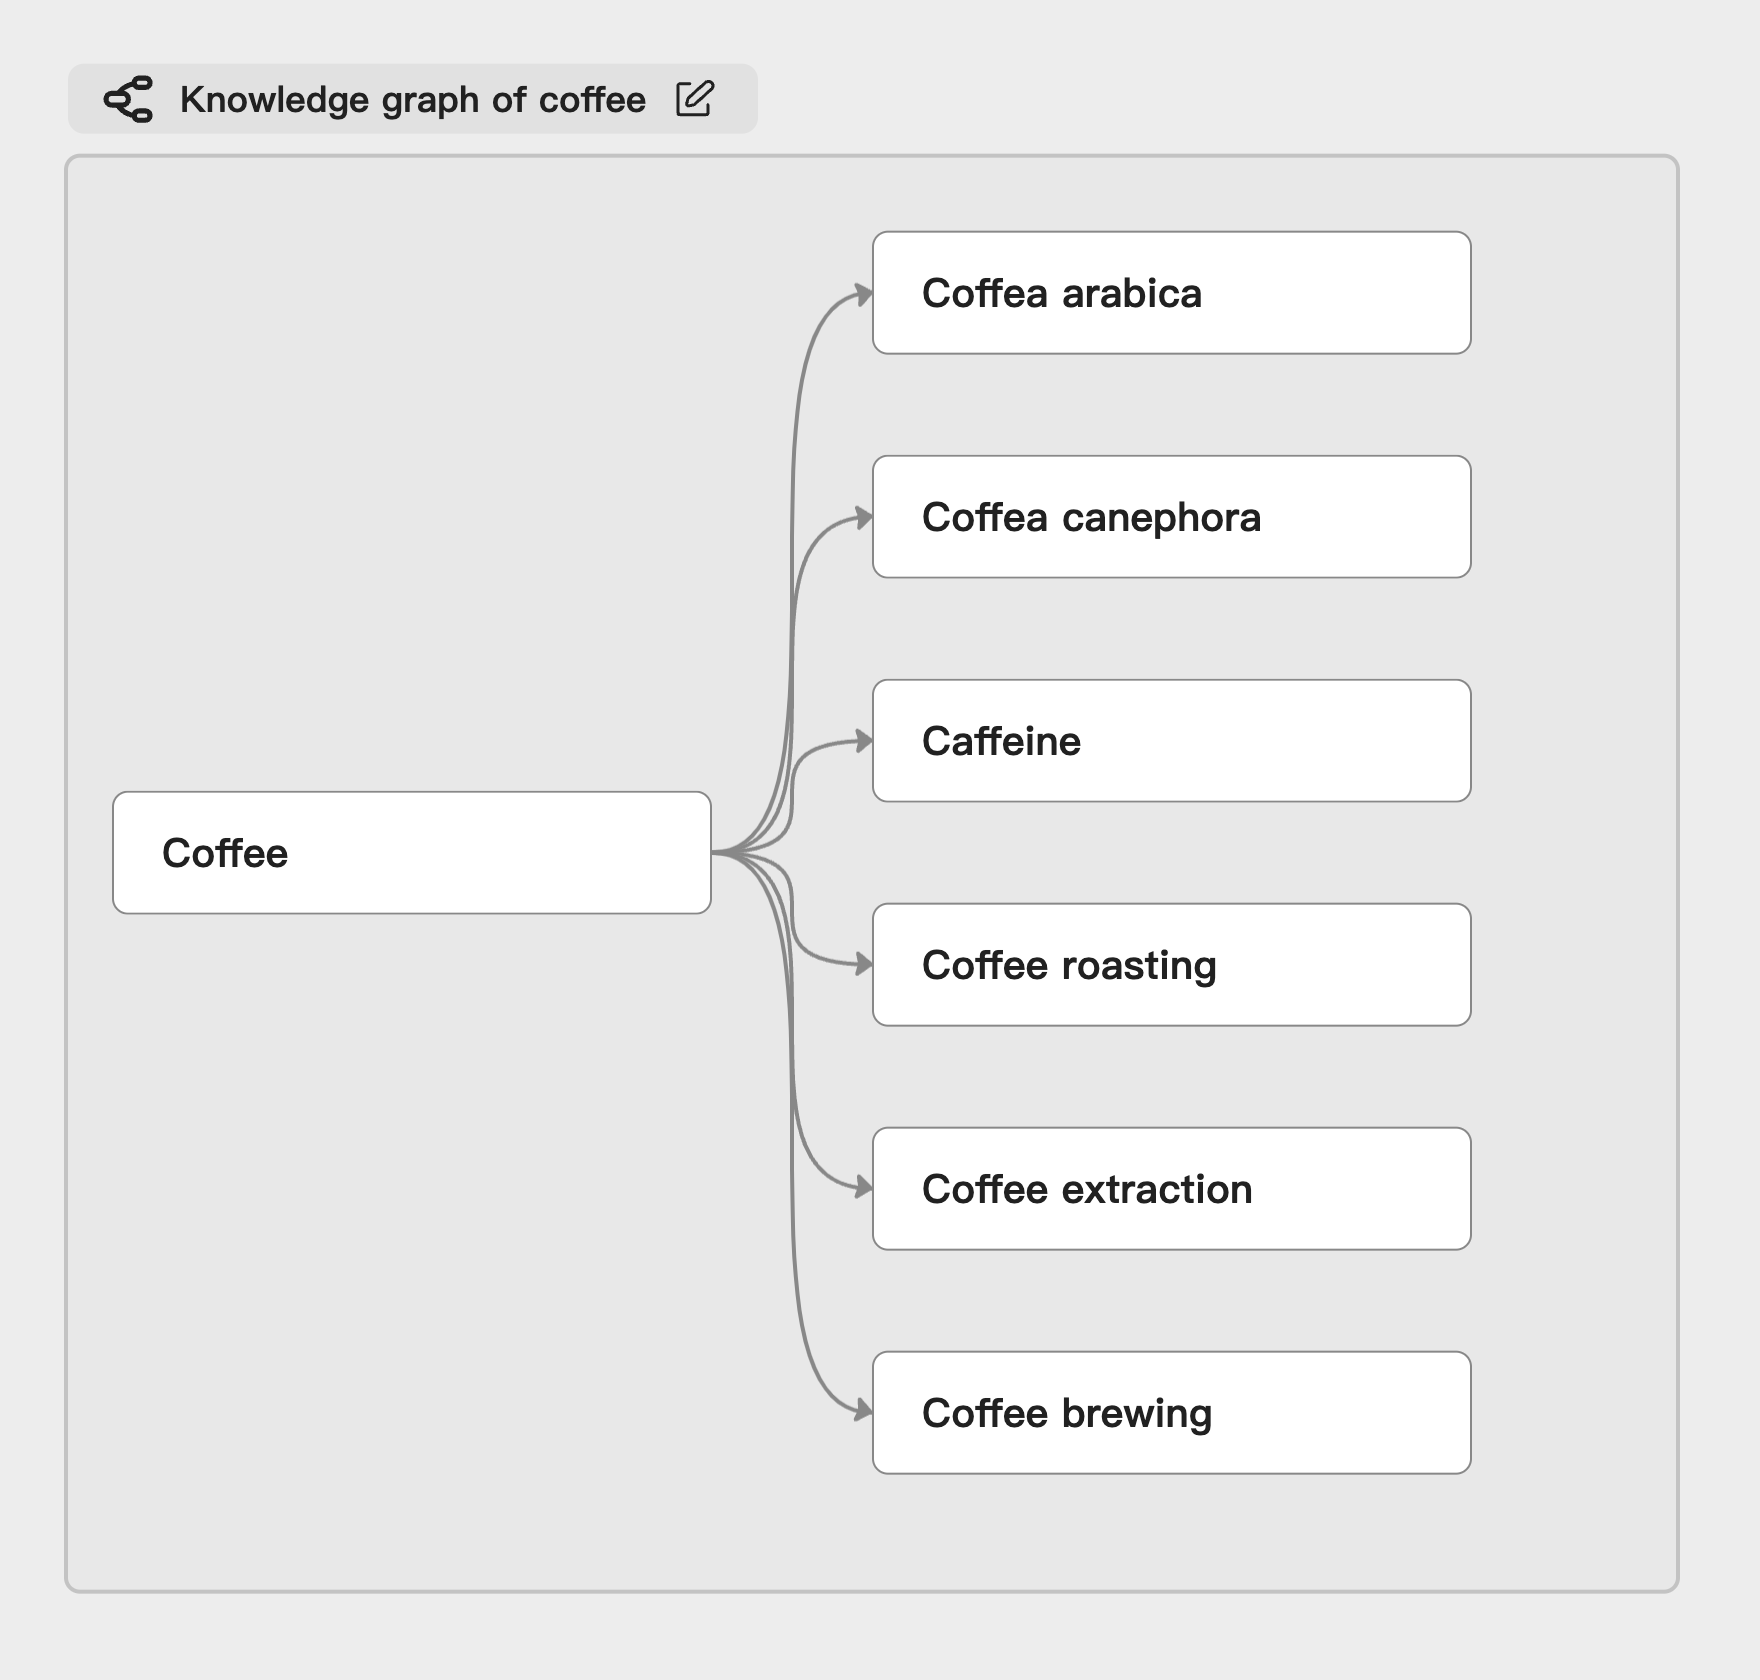 Knowledge graph of coffee
Coffee
Coffea arabica
Coffea canephora
Caffeine
Coffee roasting
Coffee extraction
Coffee brewing